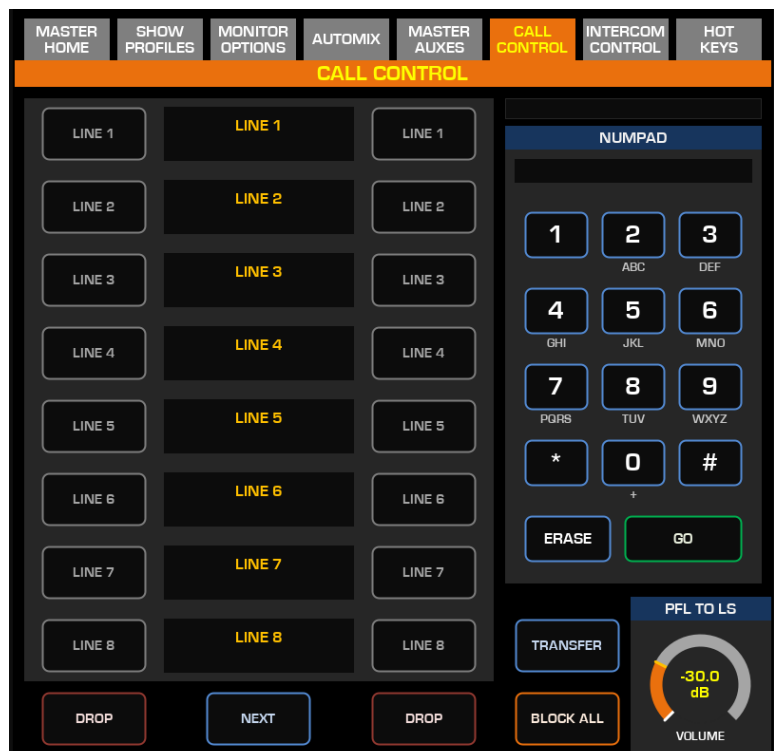 MASTER HOME
SHOW PROFILES
MONITOR OPTIONS
AUTOMIX
MASTER AUXES
CALL CONTROL
INTERCOM CONTROL
HOT KEYS
CALL CONTROL
LINE 1
LINE 1
LINE 1
LINE 2
LINE 2
LINE 2
LINE 3
LINE 3
LINE 3
LINE 4
LINE 4
LINE 4
LINE 5
LINE 5
LINE 5
LINE 6
LINE 6
LINE 6
LINE 7
LINE 7
LINE 7
LINE 8
LINE 8
LINE 8
DROP
NEXT
DROP
NUMPAD
1
2
3
ABC
DEF
4
5
6
GHI
JKL
MNO
7
8
9
PQRS
TUV
WXYZ
*
0
#
+
ERASE
GO
TRANSFER
BLOCK ALL
PFL TO LS
-30.0
dB
VOLUME